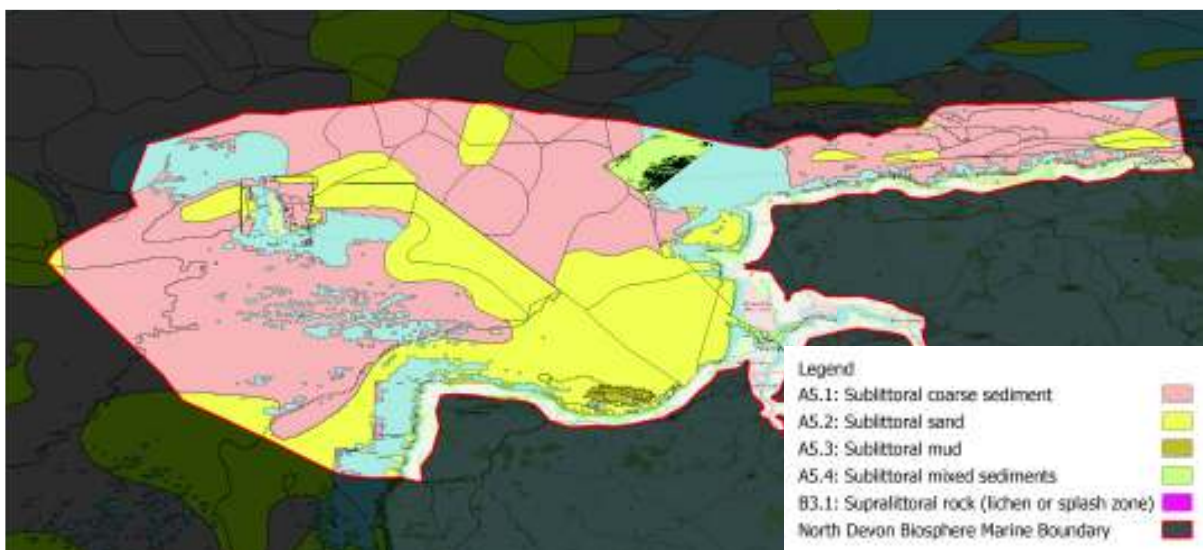 Legend
A5.1: Sublittoral coarse sediment
A5.2: Sublittoral sand
A5.3: Sublittoral mud
A5.4: Sublittoral mixed sediments
B3.1: Supralittoral rock (lichen or splash zone)
North Devon Biosphere Marine Boundary